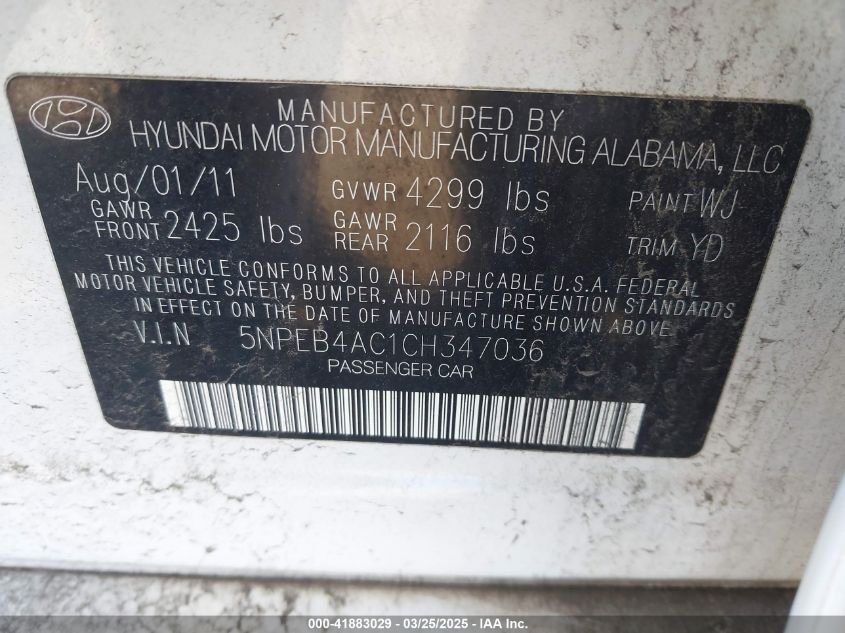 MANUFACTURED BY
HYUNDAI MOTOR MANUFACTURING ALABAMA, LLC
Aug/01/11 GVWR 4299 lbs PAINT WJ
GAWR FRONT 2425 lbs GAWR REAR 2116 lbs TRIM YD
THIS VEHICLE CONFORMS TO ALL APPLICABLE U.S.A. FEDERAL
MOTOR VEHICLE SAFETY, BUMPER, AND THEFT PREVENTION STANDARDS
IN EFFECT ON THE DATE OF MANUFACTURE SHOWN ABOVE.
V.I.N 5NPEB4AC1CH347036
PASSENGER CAR
000-41883029 - 03/25/2025 - IAA Inc.